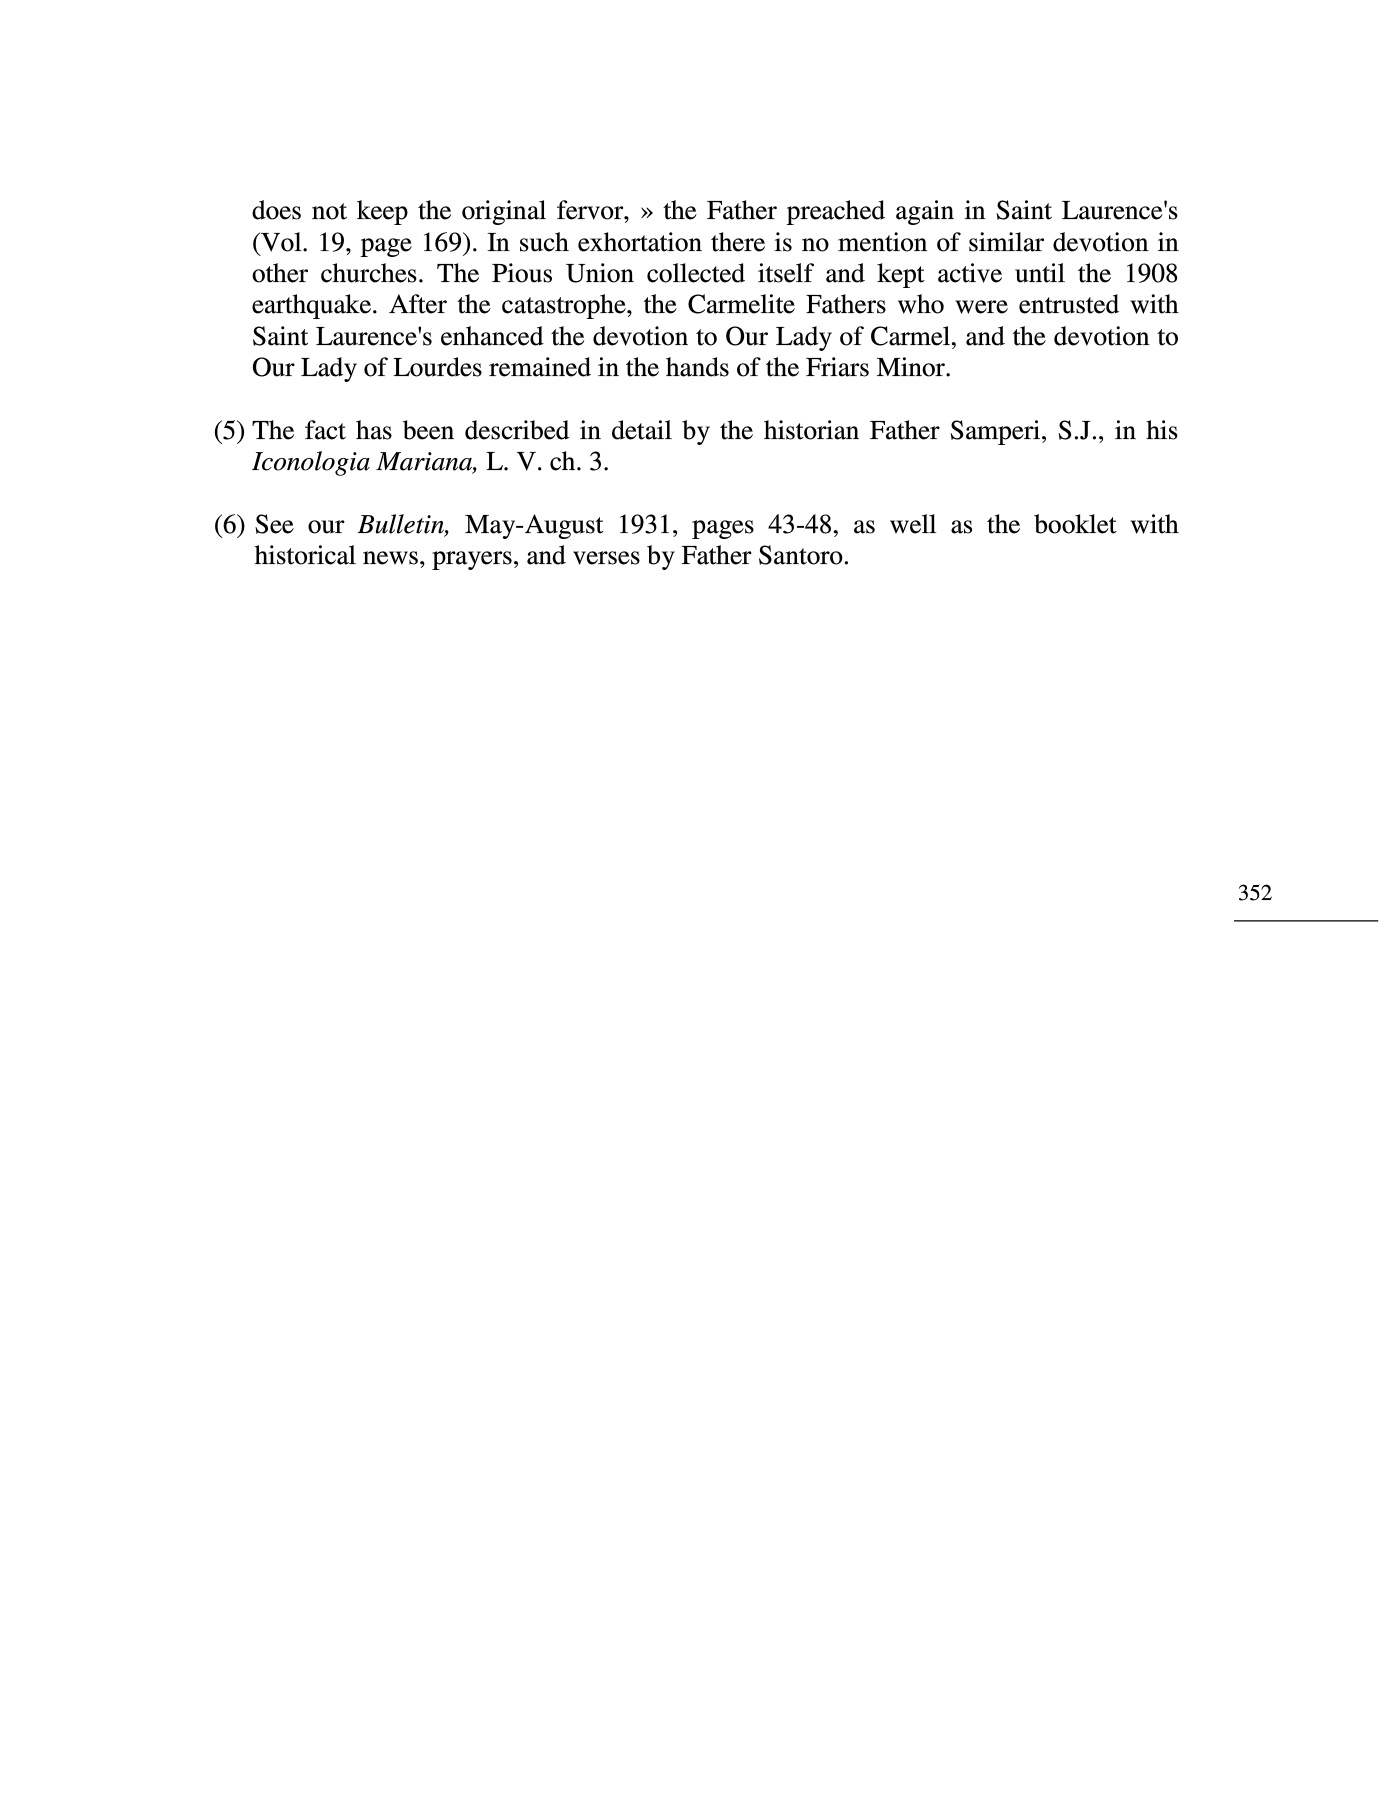 does not keep the original fervor, » the Father preached again in Saint Laurence's
(Vol. 19, page 169). In such exhortation there is no mention of similar devotion in
other churches. The Pious Union collected itself and kept active until the 1908
earthquake. After the catastrophe, the Carmelite Fathers who were entrusted with
Saint Laurence's enhanced the devotion to Our Lady of Carmel, and the devotion to
Our Lady of Lourdes remained in the hands of the Friars Minor.
(5) The fact has been described in detail by the historian Father Samperi, S.J., in his
Iconologia Mariana, L. V. ch. 3.
(6) See our Bulletin, May-August 1931, pages 43-48, as well as the booklet with
historical news, prayers, and verses by Father Santoro.
352